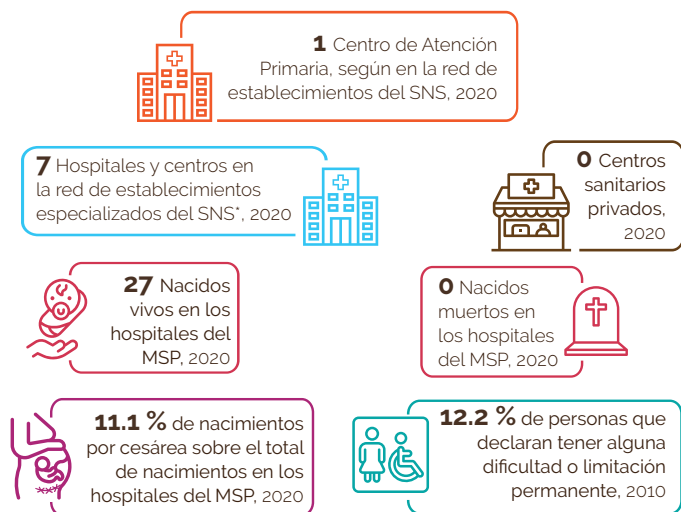 1 Centro de Atención
Primaria, según en la red de
establecimientos del SNS, 2020
7 Hospitales y centros en
la red de establecimientos
especializados del SNS*, 2020
0 Centros
sanitarios
privados,
2020
27 Nacidos
vivos en los
hospitales del
MSP, 2020
0 Nacidos
muertos en
los hospitales
del MSP, 2020
11.1 % de nacimientos
por cesárea sobre el total
de nacimientos en los
hospitales del MSP, 2020
12.2 % de personas que
declaran tener alguna
dificultad o limitación
permanente, 2010